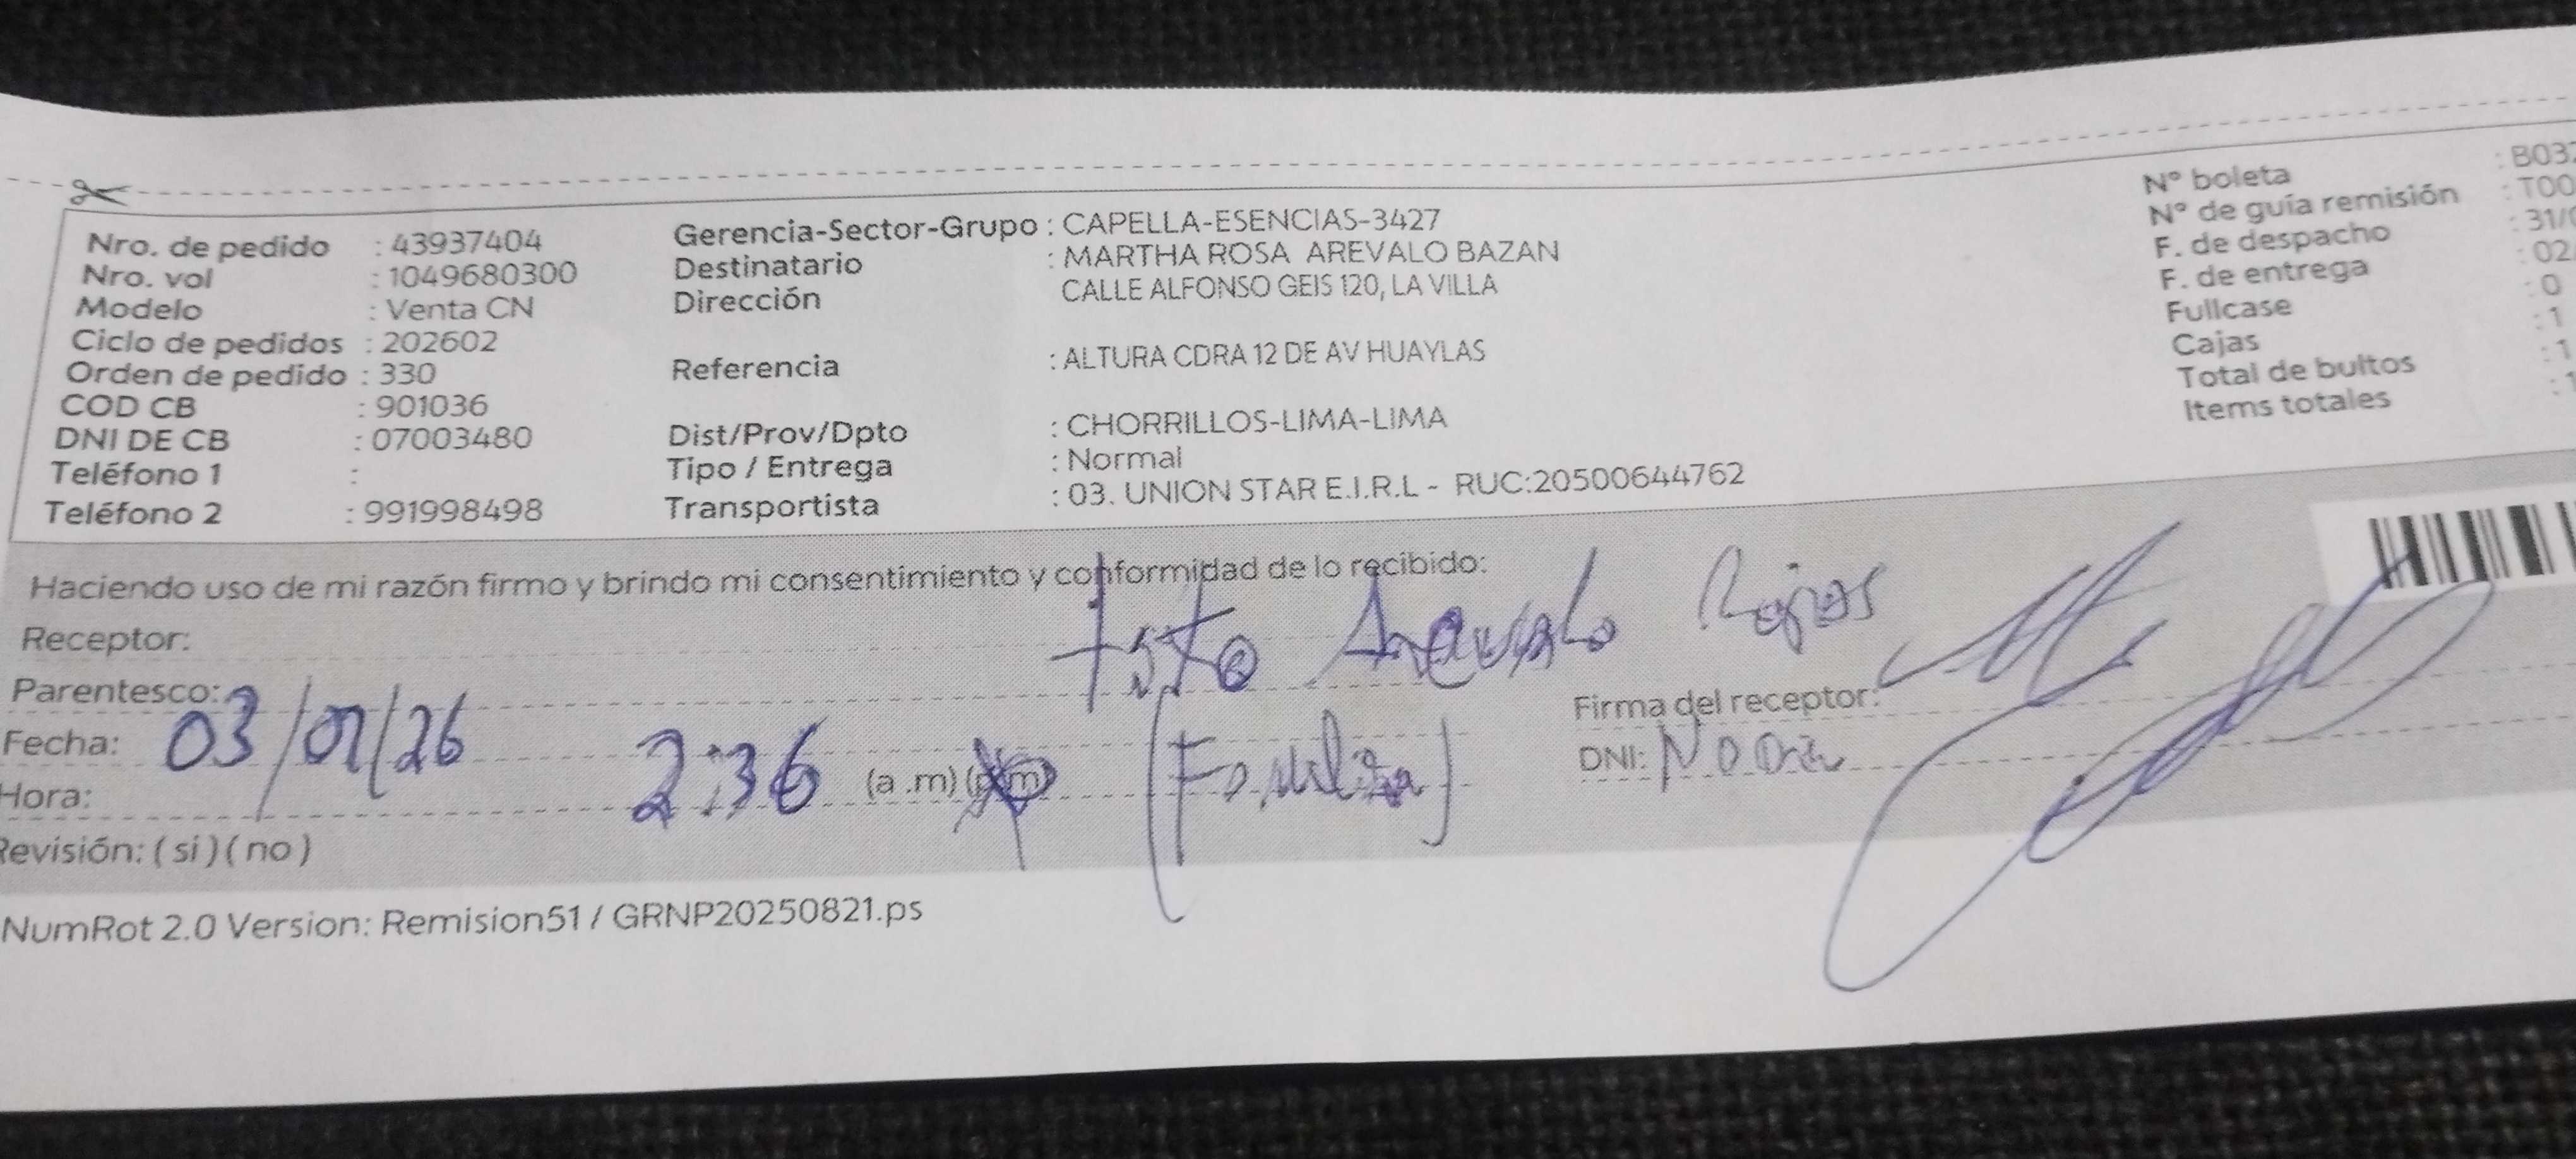 Nro. de pedido : 43937404
Nro. vol : 1049680300
Modelo : Venta CN
Ciclo de pedidos : 202602
Orden de pedido : 330
COD CB : 901036
DNI DE CB : 07003480
Teléfono 1 :
Teléfono 2 : 991998498
Gerencia-Sector-Grupo : CAPELLA-ESENCIAS-3427
Destinatario : MARTHA ROSA AREVALO BAZAN
Dirección CALLE ALFONSO GEIS 120, LA VILLA
Referencia : ALTURA CDRA 12 DE AV HUAYLAS
Dist/Prov/Dpto : CHORRILLOS-LIMA-LIMA
Tipo / Entrega : Normal
Transportista : 03. UNION STAR E.I.R.L - RUC:20500644762
N° boleta : B037
N° de guía remisión : T00
F. de despacho : 31/0
F. de entrega : 02
Fullcase : 0
Cajas : 1
Total de bultos : 1
Items totales : 1
Haciendo uso de mi razón firmo y brindo mi consentimiento y conformidad de lo recibido:
Receptor: Arevalo Rojas
Parentesco:
Fecha: 03/ /26
Hora: 2:36 (a .m) (p.m)
Firma del receptor:
DNI:
Revisión: ( si ) ( no )
NumRot 2.0 Version: Remision51 / GRNP20250821.ps